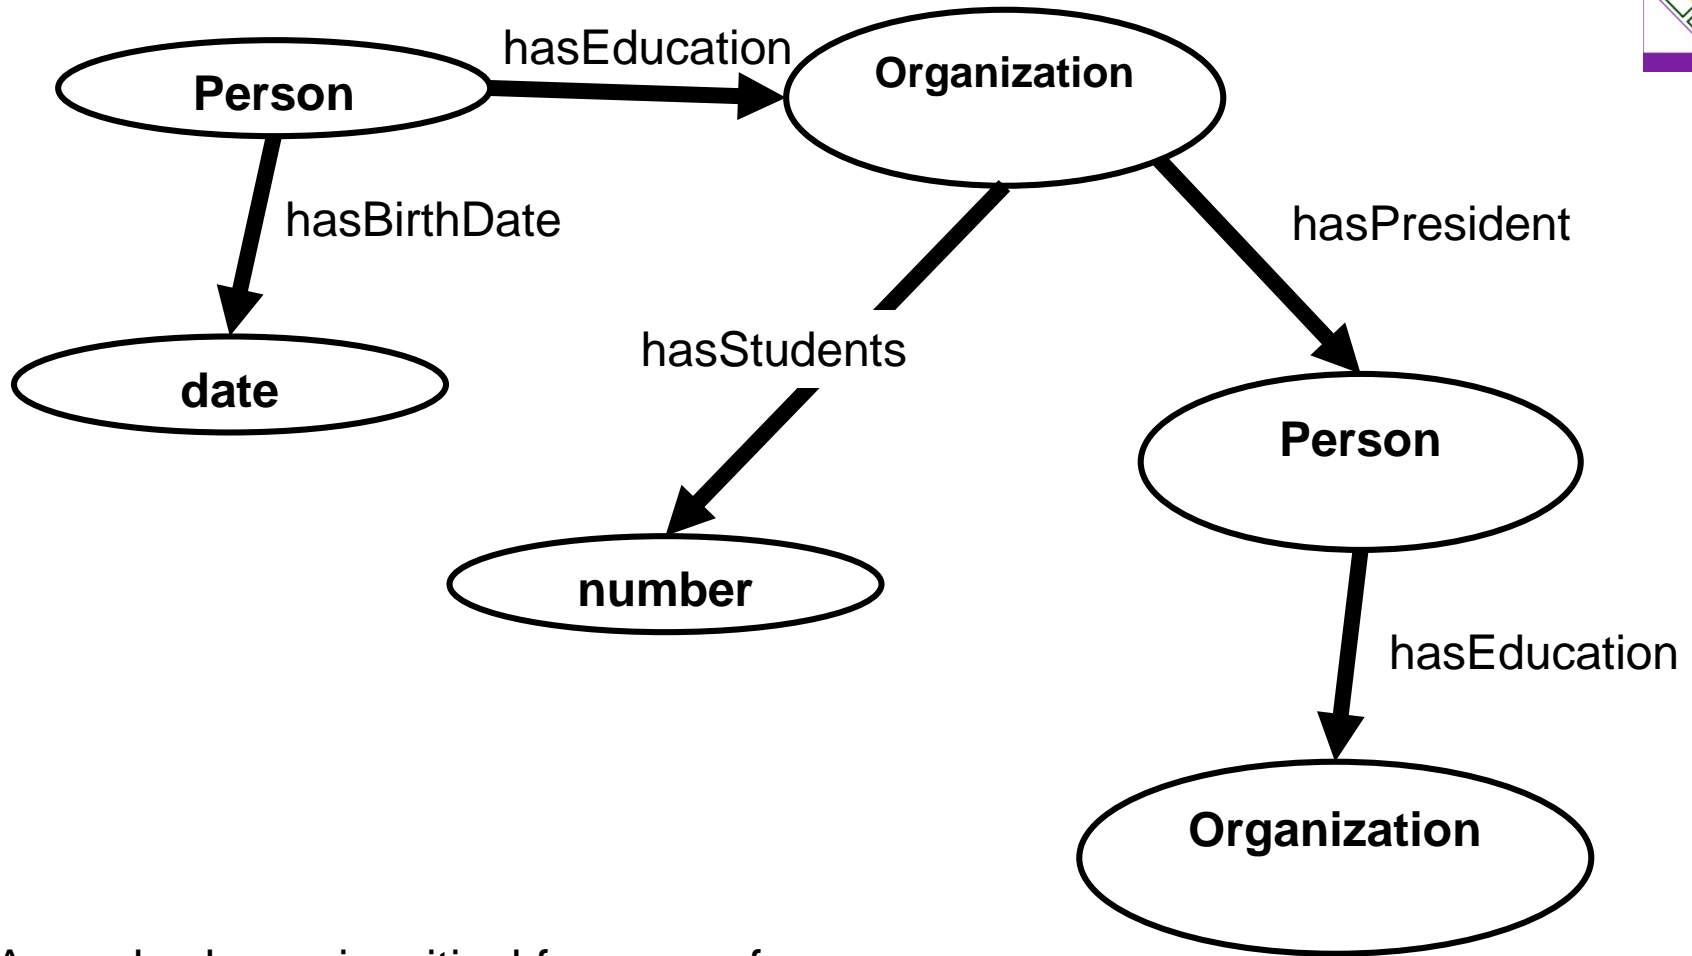 hasEducation
Person
Organization
hasBirthDate
hasPresident
date
hasStudents
Person
number
hasEducation
Organization